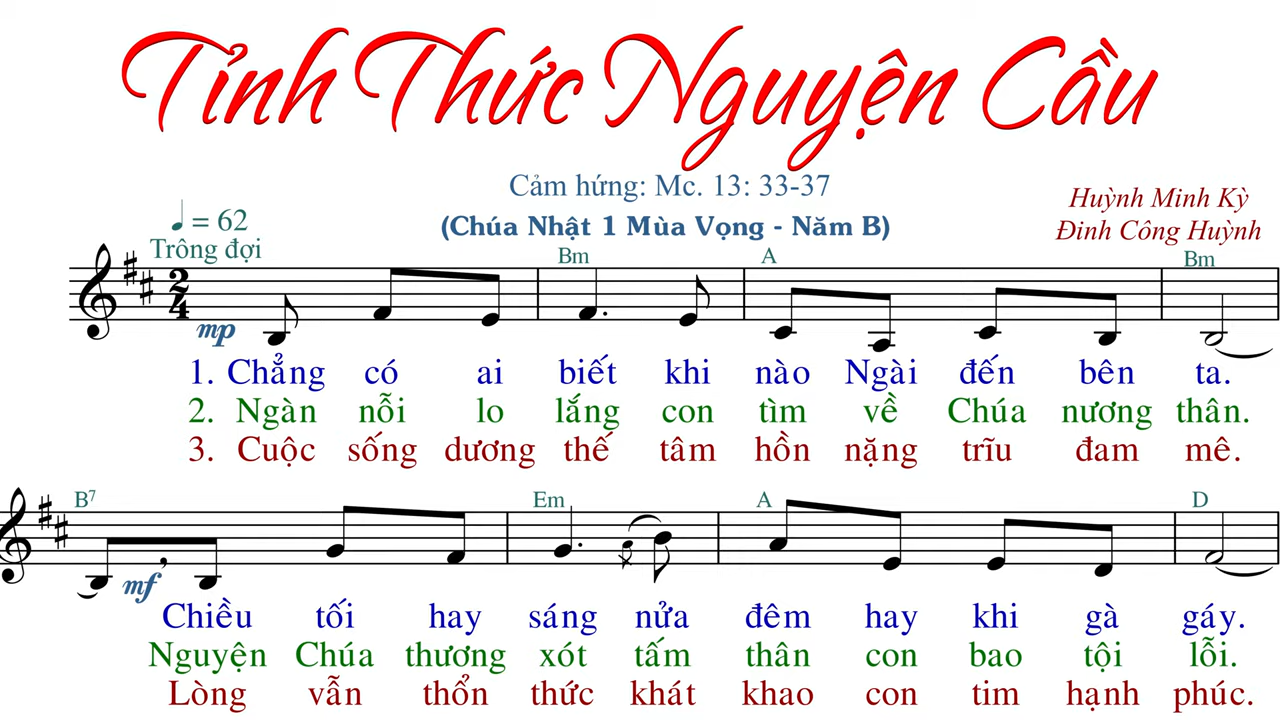 Tỉnh Thức Nguyện Cầu
Cảm hứng: Mc. 13: 33-37
(Chúa Nhật 1 Mùa Vọng - Năm B)
Huỳnh Minh Kỳ
Đinh Công Huỳnh
♩ = 62
Trông đợi
Bm A Bm
2/4
mp
1. Chẳng có ai biết khi nào Ngài đến bên ta.
2. Ngàn nỗi lo lắng con tìm về Chúa nương thân.
3. Cuộc sống dương thế tâm hồn nặng trĩu đam mê.
B7 Em A D
mf
Chiều tối hay sáng nửa đêm hay khi gà gáy.
Nguyện Chúa thương xót tấm thân con bao tội lỗi.
Lòng vẫn thổn thức khát khao con tim hạnh phúc.